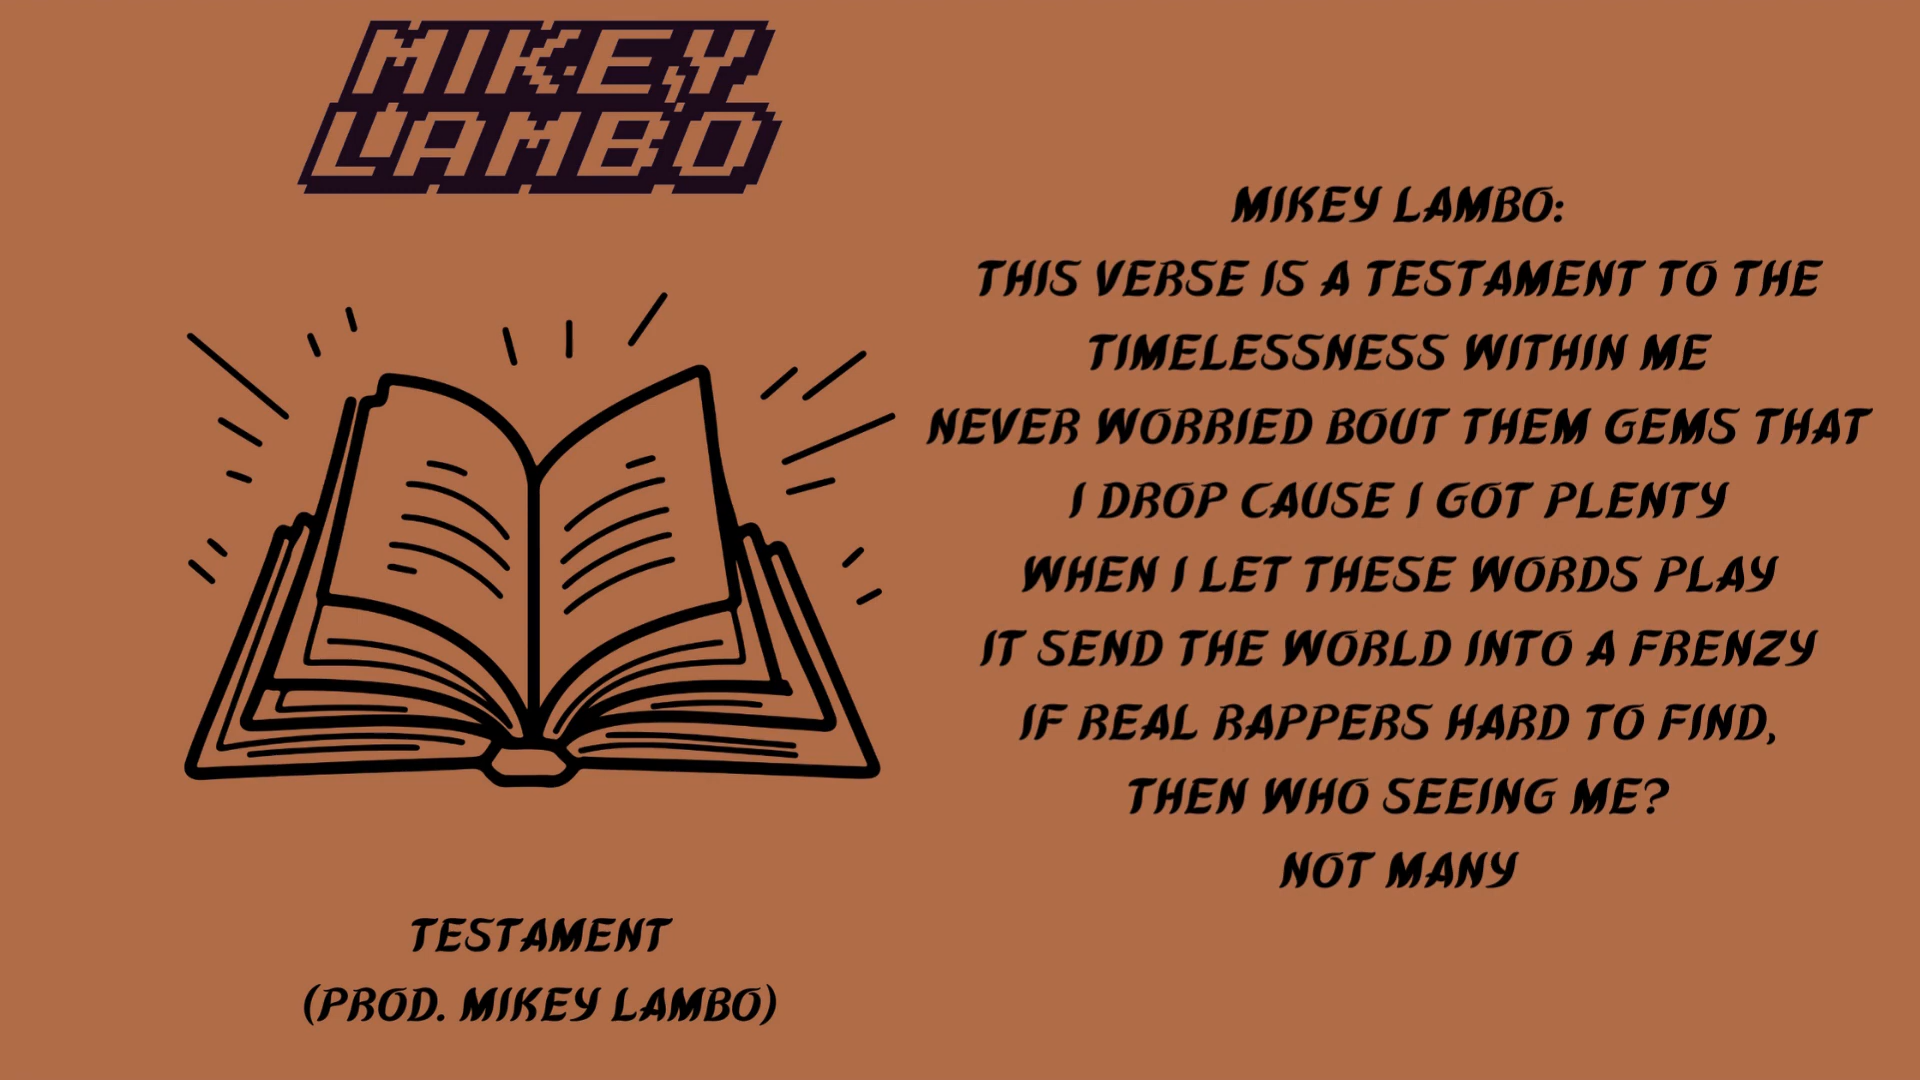 MIKEY
LAMBO
MIKEY LAMBO:
THIS VERSE IS A TESTAMENT TO THE
TIMELESSNESS WITHIN ME
NEVER WORRIED BOUT THEM GEMS THAT
I DROP CAUSE I GOT PLENTY
WHEN I LET THESE WORDS PLAY
IT SEND THE WORLD INTO A FRENZY
IF REAL RAPPERS HARD TO FIND,
THEN WHO SEEING ME?
NOT MANY
TESTAMENT
(PROD. MIKEY LAMBO)